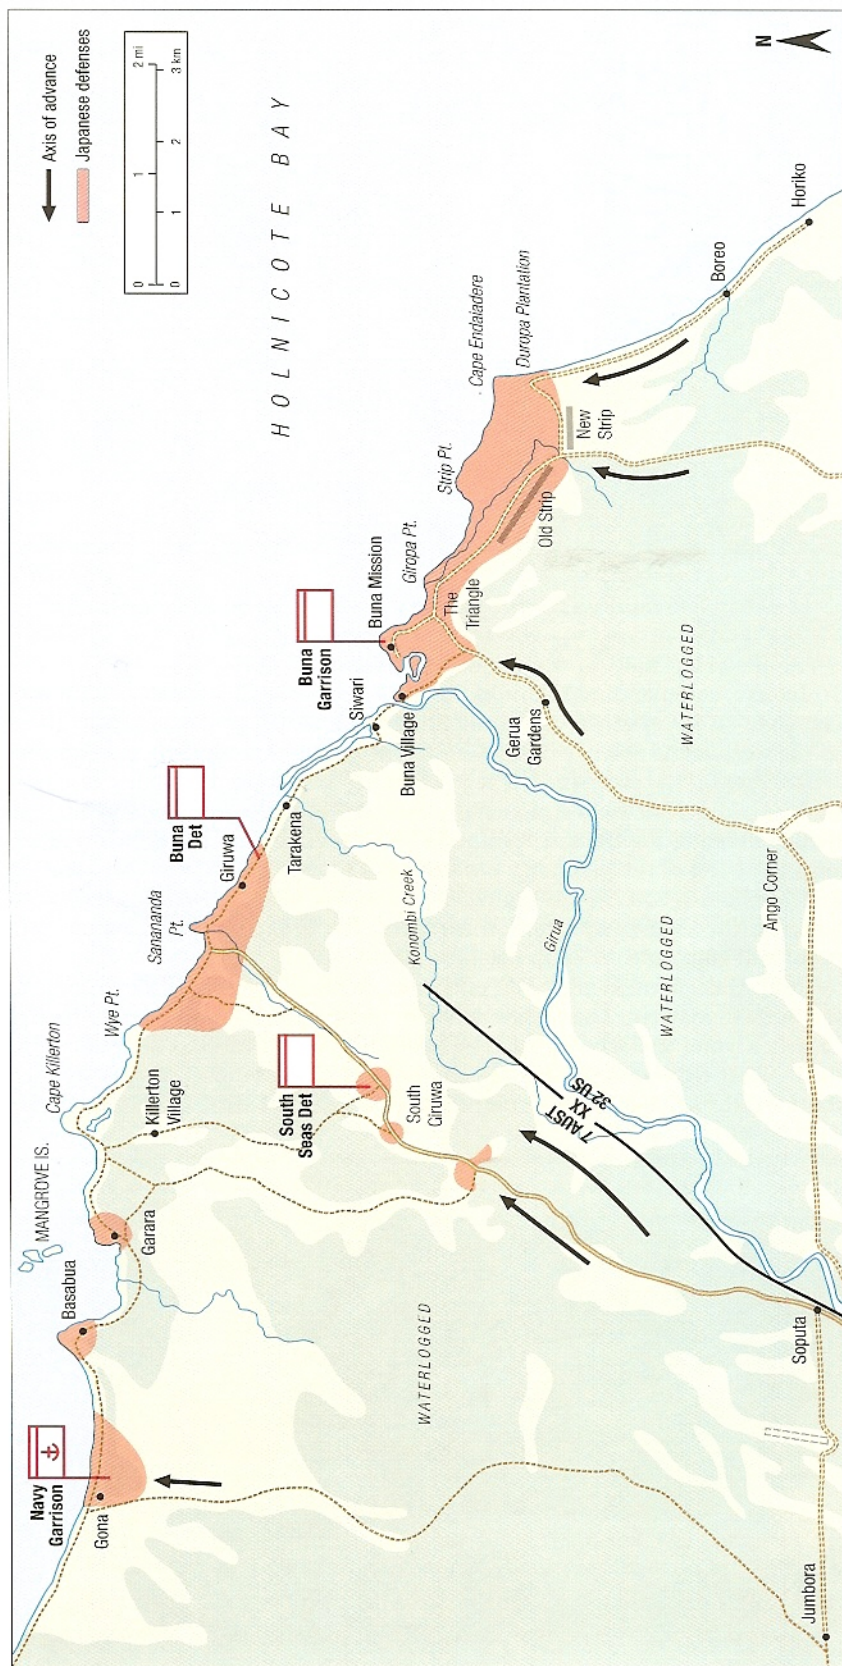 Axis of advance
Japanese defenses
0
1
2 mi
0
1
2
3 km
N
HOLNICOTE BAY
MANGROVE IS.
Cape Killerton
Wye Pt.
Sanananda
Pt.
Navy
Garrison
Gona
Basabua
Garara
Killerton
Village
South
Seas Det
South
Giruwa
Giruwa
Buna
Det
Tarakena
Siwari
Buna Village
Buna
Garrison
Buna Mission
Giropa Pt.
The
Triangle
Strip Pt.
Old Strip
New
Strip
Cape Endaiadere
Duropa Plantation
Boreo
Horiko
Konombi Creek
Girua
Gerua
Gardens
WATERLOGGED
WATERLOGGED
WATERLOGGED
7 AUST
XX
32 US
Ango Corner
Soputa
Jumbora